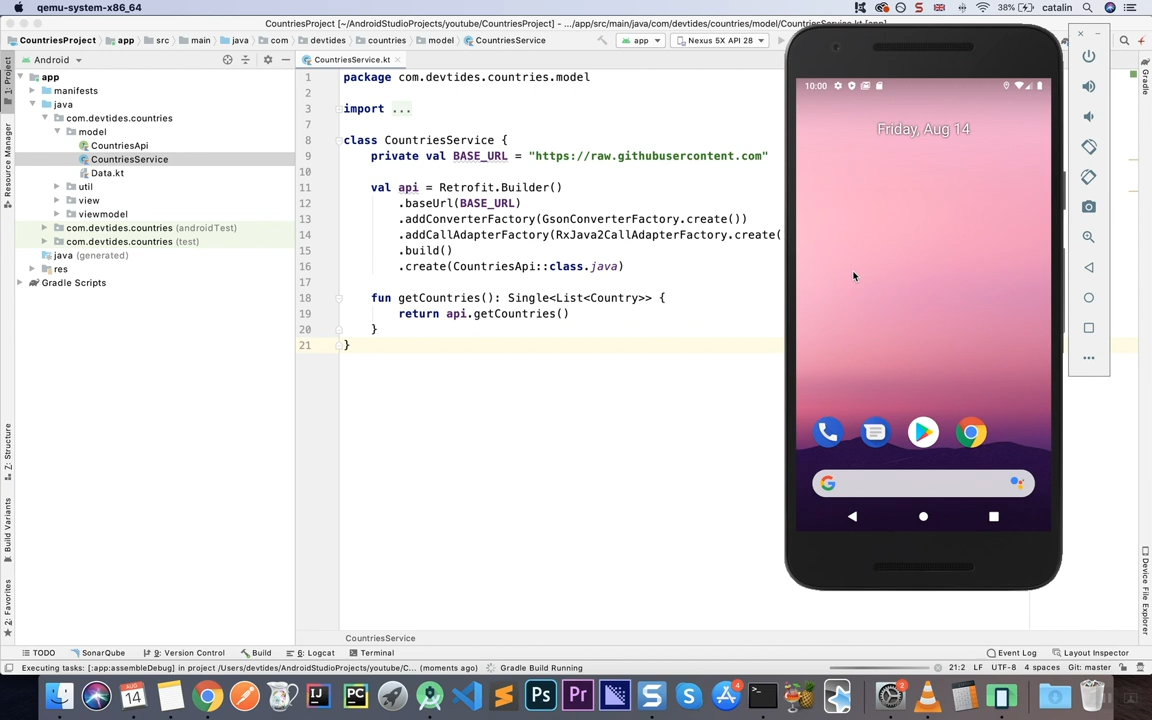 qemu-system-x86_64
38%
catalin
CountriesProject [~/AndroidStudioProjects/youtube/CountriesProject] - .../app/src/main/java/com/devtides/countries/model/CountriesService.kt [app]
CountriesProject
app
src
main
java
com
devtides
countries
model
CountriesService
app
Nexus 5X API 28
1: Project
Resource Manager
Z: Structure
Build Variants
2: Favorites
Android
app
manifests
java
com.devtides.countries
model
CountriesApi
CountriesService
Data.kt
util
view
viewmodel
com.devtides.countries (androidTest)
com.devtides.countries (test)
java (generated)
res
Gradle Scripts
CountriesService.kt
1 package com.devtides.countries.model
2
3 import ...
7
8 class CountriesService {
9 private val BASE_URL = "https://raw.githubusercontent.com"
10
11 val api = Retrofit.Builder()
12 .baseUrl(BASE_URL)
13 .addConverterFactory(GsonConverterFactory.create())
14 .addCallAdapterFactory(RxJava2CallAdapterFactory.create(
15 .build()
16 .create(CountriesApi::class.java)
17
18 fun getCountries(): Single<List<Country>> {
19 return api.getCountries()
20 }
21 }
10:00
Friday, Aug 14
G
Gradle
Device File Explorer
CountriesService
TODO
SonarQube
9: Version Control
Build
6: Logcat
Terminal
Event Log
Layout Inspector
Executing tasks: [:app:assembleDebug] in project /Users/devtides/AndroidStudioProjects/youtube/C... (moments ago)
Gradle Build Running
21:2 LF UTF-8 4 spaces Git: master
14
IJ
PC
Ps
Pr
S
S
4
2